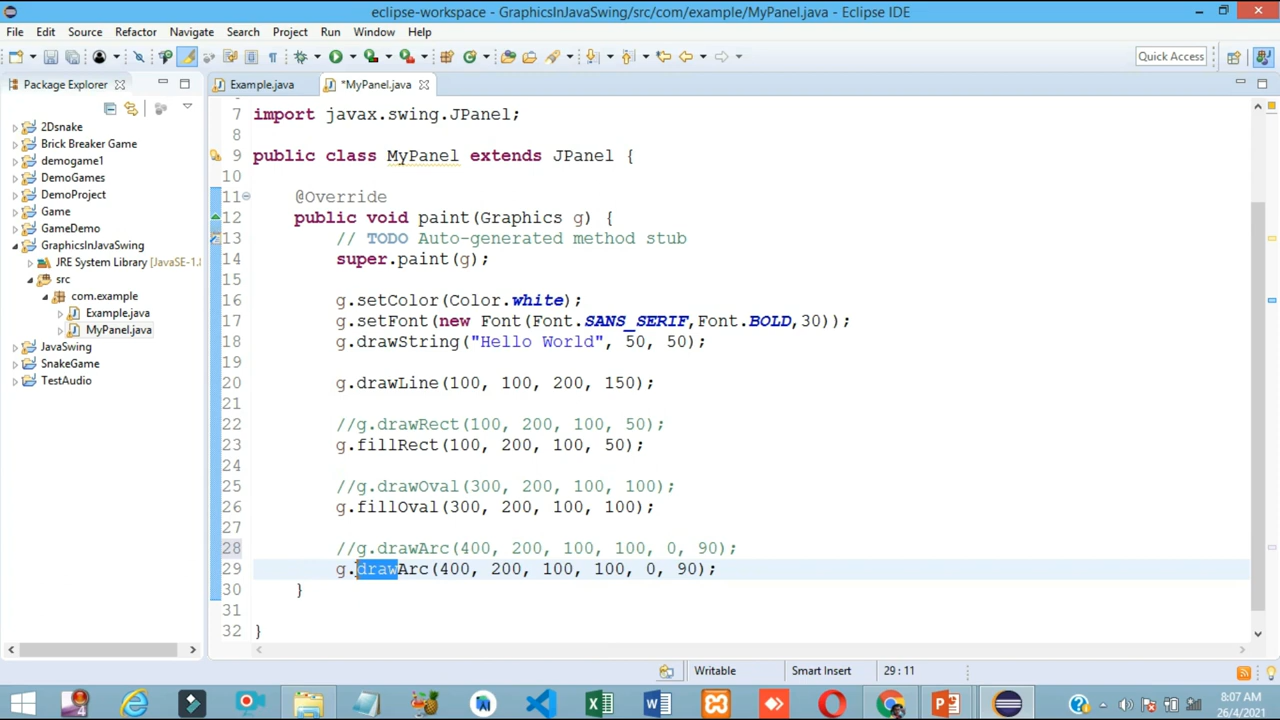 eclipse-workspace - GraphicsInJavaSwing/src/com/example/MyPanel.java - Eclipse IDE
File Edit Source Refactor Navigate Search Project Run Window Help
Quick Access
Package Explorer
Example.java
*MyPanel.java
2Dsnake
Brick Breaker Game
demogame1
DemoGames
DemoProject
Game
GameDemo
GraphicsInJavaSwing
JRE System Library [JavaSE-1.8
src
com.example
Example.java
MyPanel.java
JavaSwing
SnakeGame
TestAudio
7 import javax.swing.JPanel;
8
9 public class MyPanel extends JPanel {
10
11 @Override
12 public void paint(Graphics g) {
13 // TODO Auto-generated method stub
14 super.paint(g);
15
16 g.setColor(Color.white);
17 g.setFont(new Font(Font.SANS_SERIF,Font.BOLD,30));
18 g.drawString("Hello World", 50, 50);
19
20 g.drawLine(100, 100, 200, 150);
21
22 //g.drawRect(100, 200, 100, 50);
23 g.fillRect(100, 200, 100, 50);
24
25 //g.drawOval(300, 200, 100, 100);
26 g.fillOval(300, 200, 100, 100);
27
28 //g.drawArc(400, 200, 100, 100, 0, 90);
29 g.drawArc(400, 200, 100, 100, 0, 90);
30 }
31
32 }
Writable Smart Insert 29 : 11
8:07 AM
26/4/2021